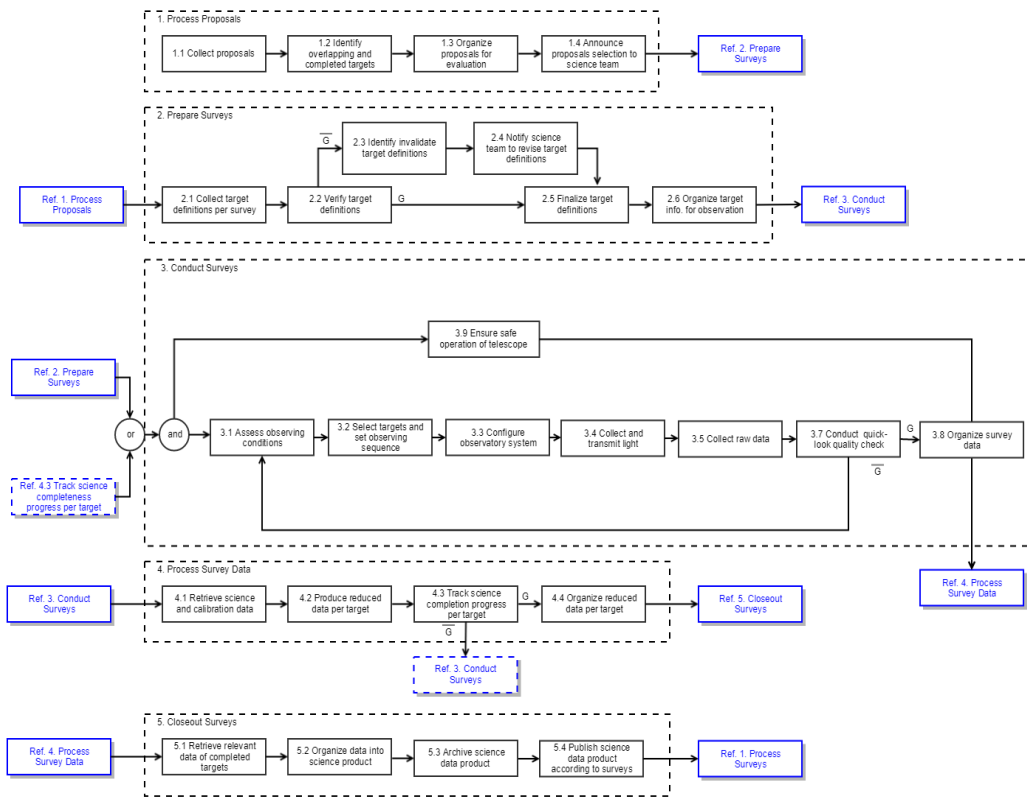 1. Process Proposals
1.1 Collect proposals
1.2 Identify
overlapping and
completed targets
1.3 Organize
proposals for
evaluation
1.4 Announce
proposals selection to
science team
Ref. 2. Prepare
Surveys
2. Prepare Surveys
G
2.3 Identify invalidate
target definitions
2.4 Notify science
team to revise target
definitions
Ref. 1. Process
Proposals
2.1 Collect target
definitions per survey
2.2 Verify target
definitions
G
2.5 Finalize target
definitions
2.6 Organize target
info. for observation
Ref. 3. Conduct
Surveys
3. Conduct Surveys
3.9 Ensure safe
operation of telescope
Ref. 2. Prepare
Surveys
or
and
3.1 Assess observing
conditions
3.2 Select targets and
set observing
sequence
3.3 Configure
observatory system
3.4 Collect and
transmit light
3.5 Collect raw data
3.7 Conduct quick-
look quality check
G
G
3.8 Organize survey
data
Ref. 4.3 Track science
completeness
progress per target
Ref. 4. Process
Survey Data
4. Process Survey Data
Ref. 3. Conduct
Surveys
4.1 Retrieve science
and calibration data
4.2 Produce reduced
data per target
4.3 Track science
completion progress
per target
G
G
4.4 Organize reduced
data per target
Ref. 5. Closeout
Surveys
Ref. 3. Conduct
Surveys
5. Closeout Surveys
Ref. 4. Process
Survey Data
5.1 Retrieve relevant
data of completed
targets
5.2 Organize data into
science product
5.3 Archive science
data product
5.4 Publish science
data product
according to surveys
Ref. 1. Process
Surveys